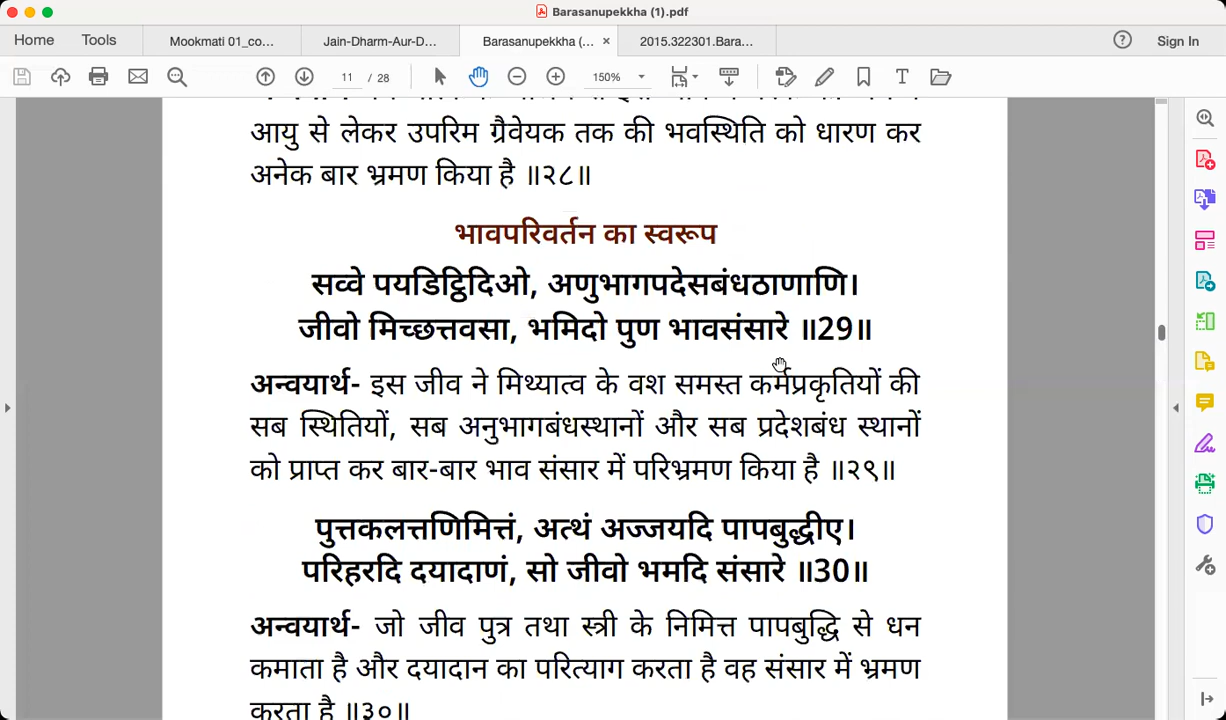 Barasanupekkha (1).pdf
Home Tools Mookmati 01_co... Jain-Dharm-Aur-D... Barasanupekkha (... × 2015.322301.Bara... Sign In
11 / 28 150%
आयु से लेकर उपरिम ग्रैवेयक तक की भवस्थिति को धारण कर
अनेक बार भ्रमण किया है ॥२८॥
भावपरिवर्तन का स्वरूप
सव्वे पयडिट्ठिदिओ, अणुभागपदेसबंधठाणाणि।
जीवो मिच्छत्तवसा, भमिदो पुण भावसंसारे ॥29॥
अन्वयार्थ- इस जीव ने मिथ्यात्व के वश समस्त कर्मप्रकृतियों की
सब स्थितियों, सब अनुभागबंधस्थानों और सब प्रदेशबंध स्थानों
को प्राप्त कर बार-बार भाव संसार में परिभ्रमण किया है ॥२९॥
पुत्तकलत्तणिमित्तं, अत्थं अज्जयदि पापबुद्धीए।
परिहरदि दयादाणं, सो जीवो भमदि संसारे ॥30॥
अन्वयार्थ- जो जीव पुत्र तथा स्त्री के निमित्त पापबुद्धि से धन
कमाता है और दयादान का परित्याग करता है वह संसार में भ्रमण
करता है ॥३०॥